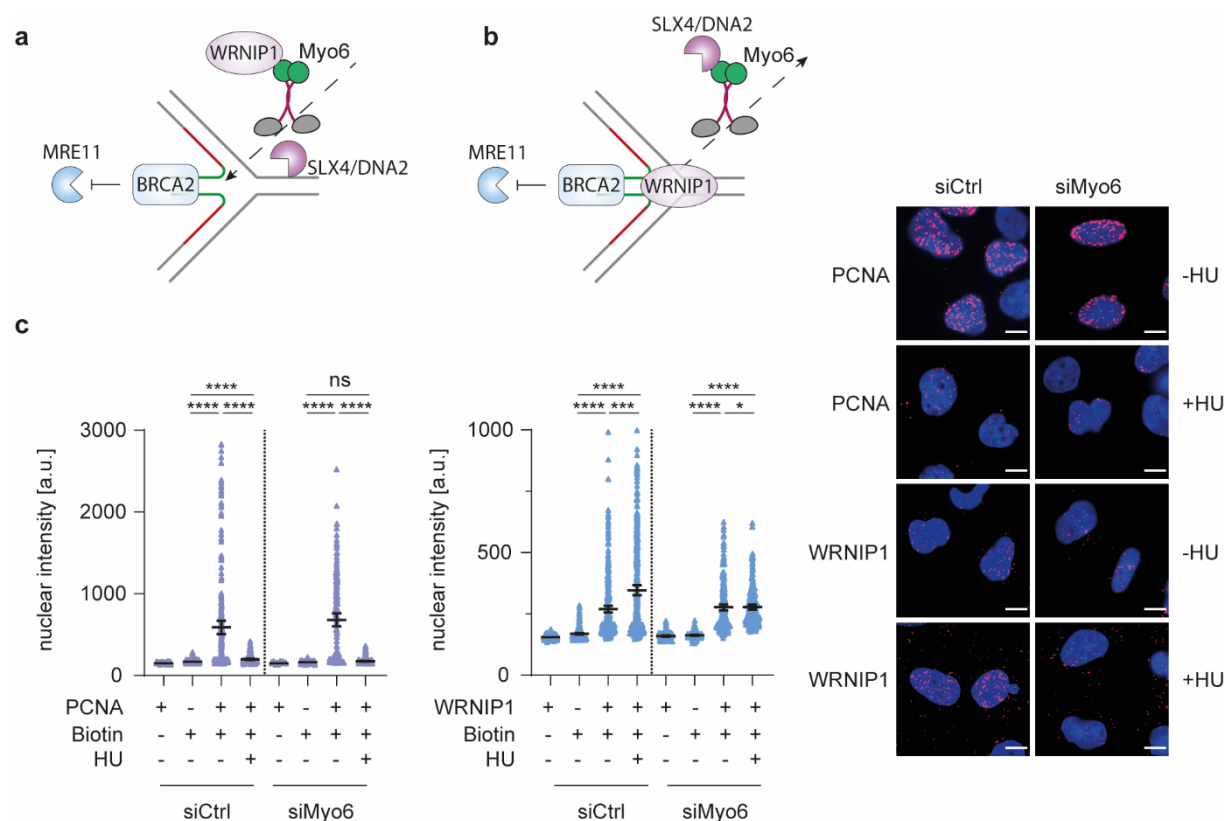 a
WRNIP1
Myo6
MRE11
BRCA2
SLX4/DNA2
b
SLX4/DNA2
Myo6
MRE11
BRCA2
WRNIP1
siCtrl siMyo6
PCNA -HU
PCNA +HU
WRNIP1 -HU
WRNIP1 +HU
c
nuclear intensity [a.u.]
3000
2000
1000
0
****
**** ****
ns
**** ****
PCNA + - + + + - + +
Biotin - + + + - + + +
HU - - - + - - - +
siCtrl siMyo6
nuclear intensity [a.u.]
1000
500
0
****
**** ***
****
**** *
WRNIP1 + - + + + - + +
Biotin - + + + - + + +
HU - - - + - - - +
siCtrl siMyo6